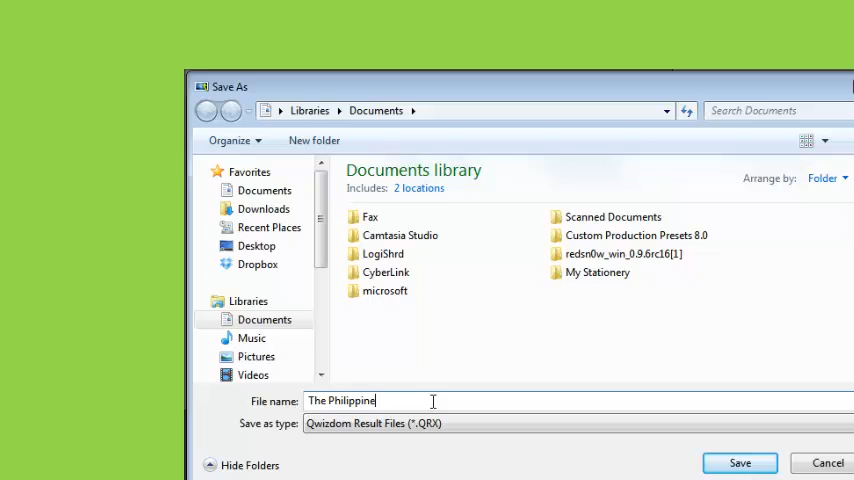 Save As
Libraries Documents
Search Documents
Organize New folder
Documents library
Includes: 2 locations
Arrange by: Folder
Favorites
Documents
Downloads
Recent Places
Desktop
Dropbox
Libraries
Documents
Music
Pictures
Videos
Fax
Camtasia Studio
LogiShrd
CyberLink
microsoft
Scanned Documents
Custom Production Presets 8.0
redsn0w_win_0.9.6rc16[1]
My Stationery
File name: The Philippine
Save as type: Qwizdom Result Files (*.QRX)
Hide Folders Save Cancel